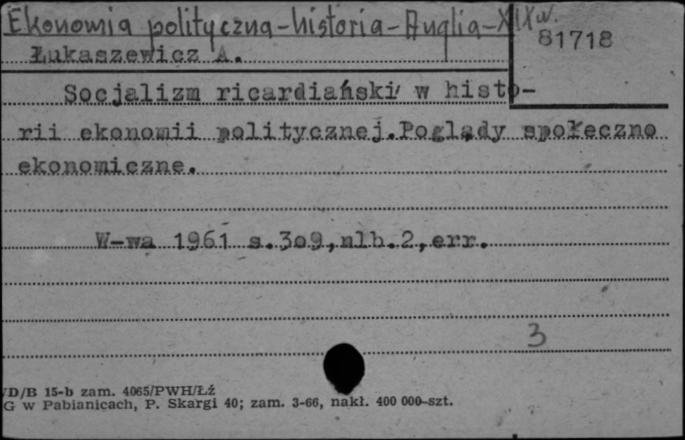 Ekonomia polityczna-historia-Anglia-XIX w.
81718
Łukaszewicz A.
Socjalizm ricardiański w histo-
rii ekonomii politycznej.Poglądy społeczno
ekonomiczne.
W-wa 1961 s.3o9,nlb.2,err.
3
/D/B 15-b zam. 4065/PWH/Łź
G w Pabianicach, P. Skargi 40; zam. 3-66, nakł. 400 000-szt.